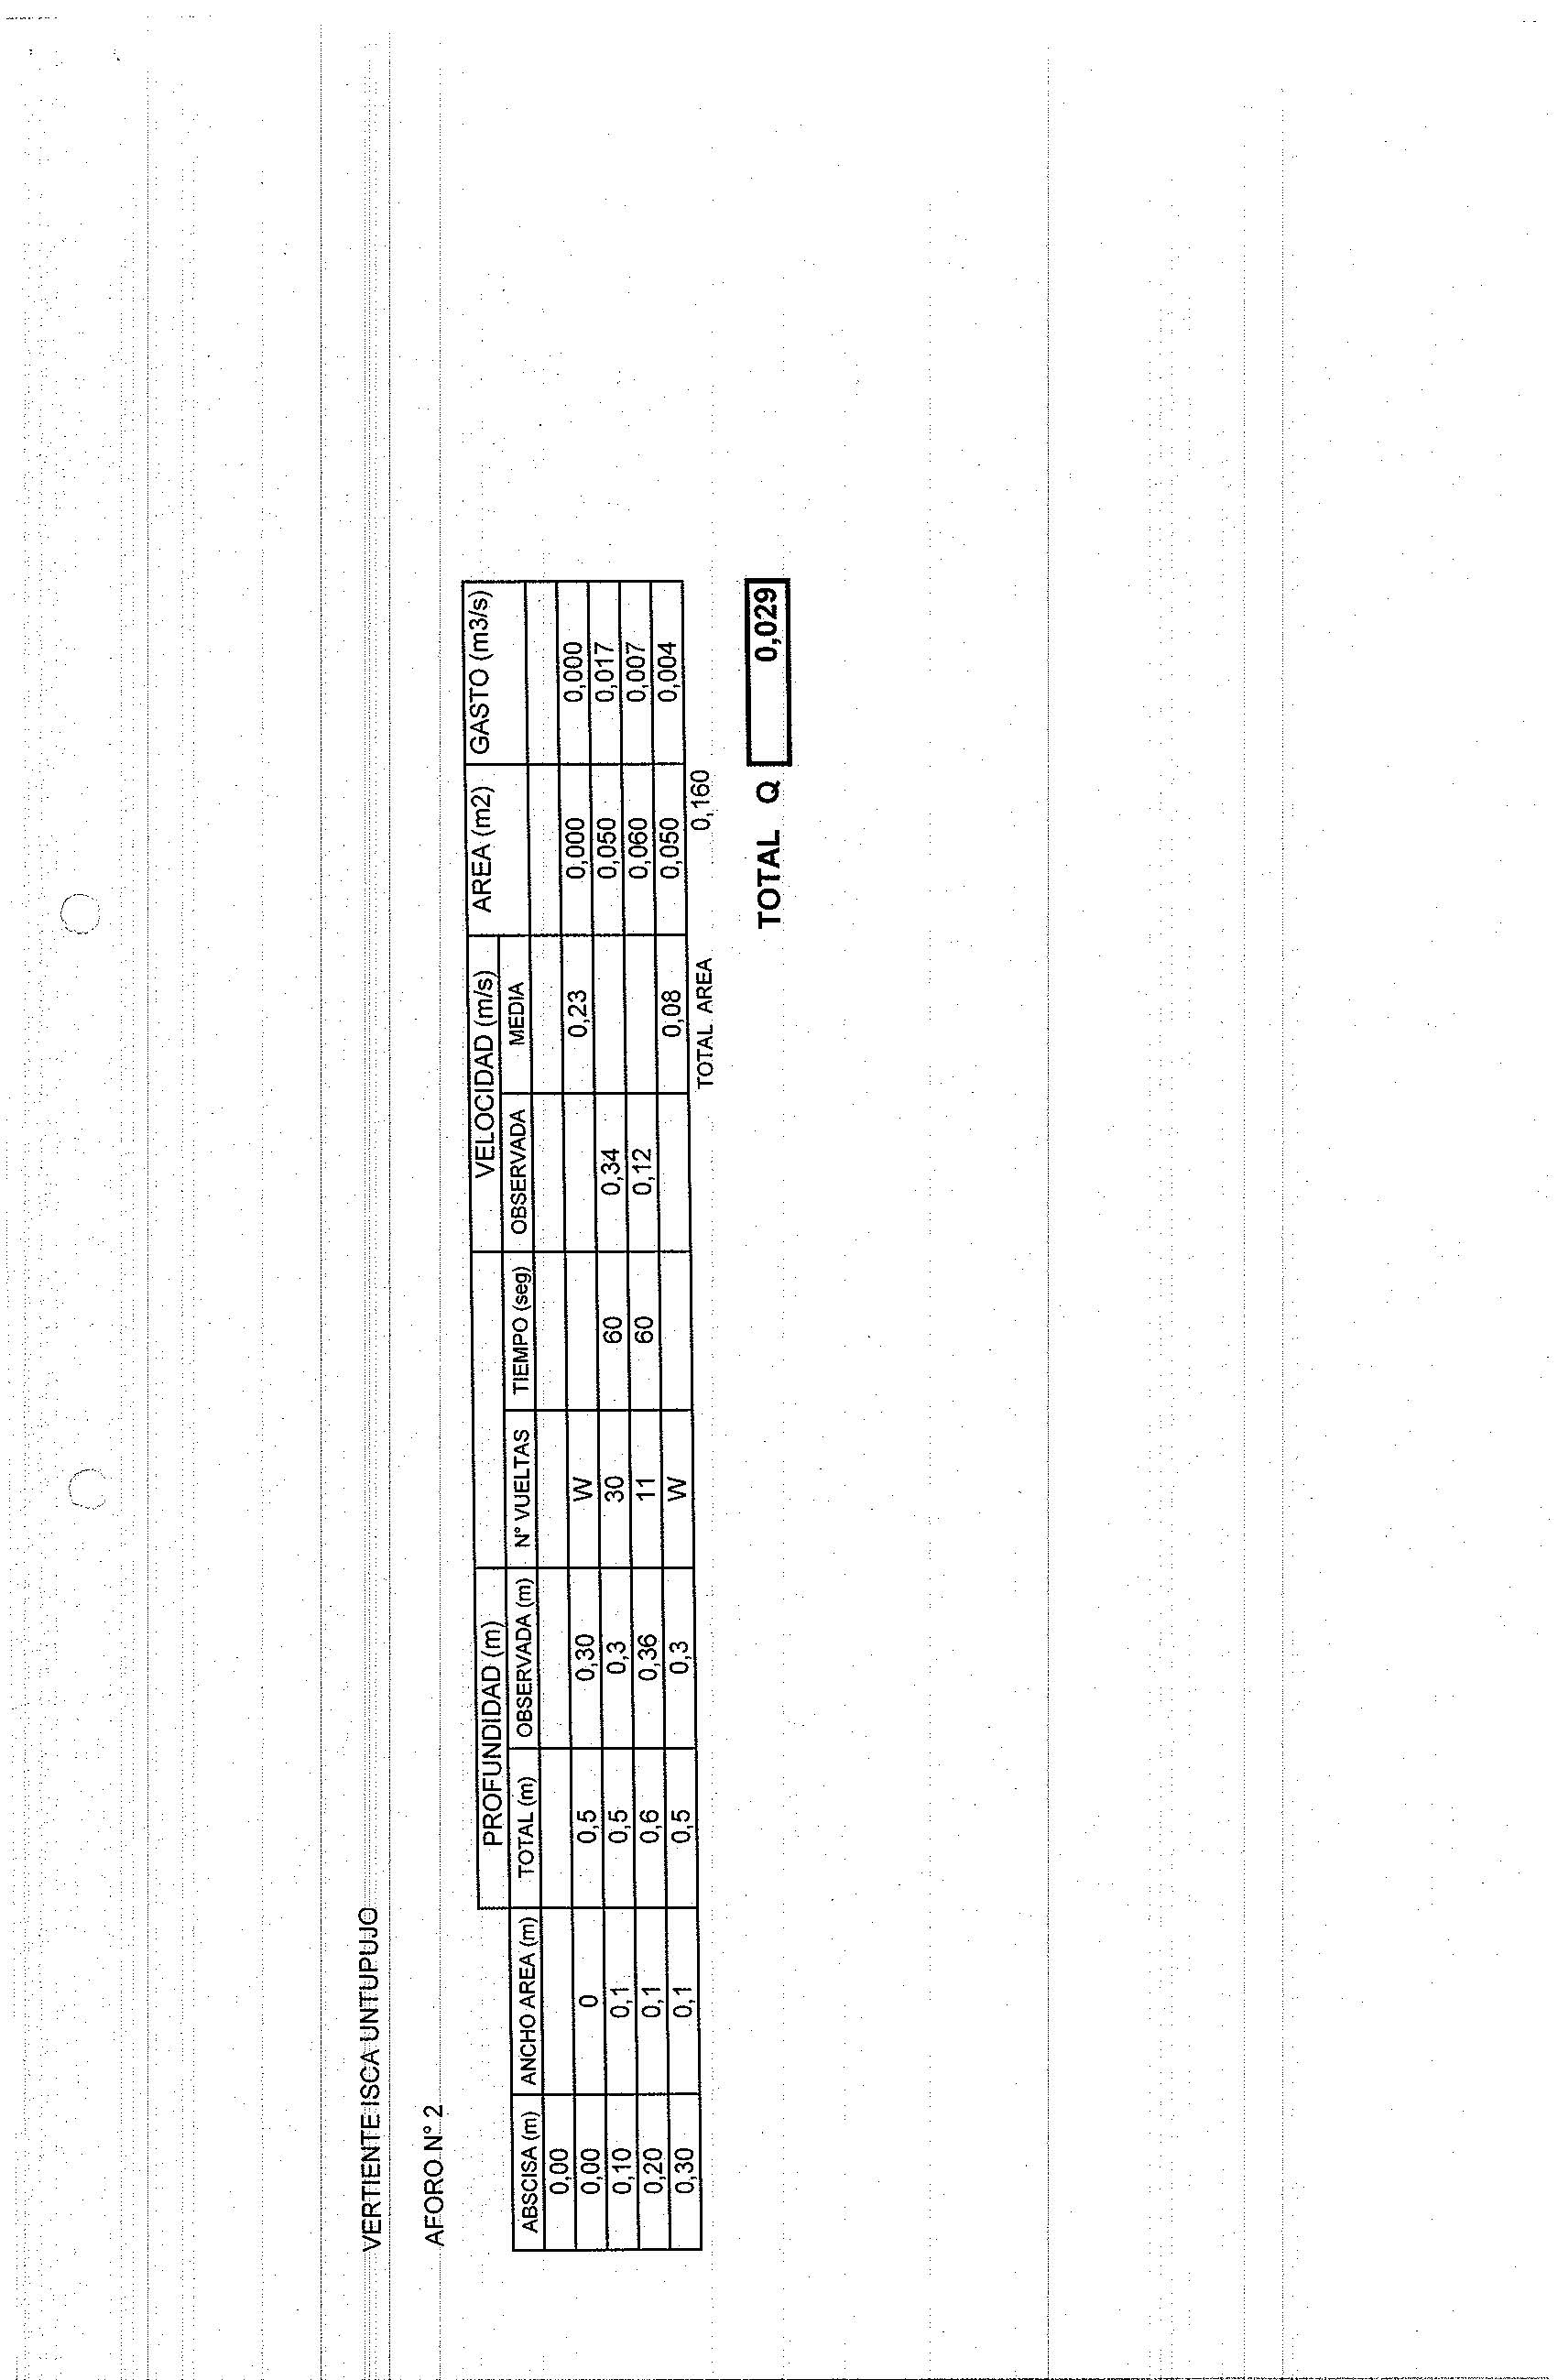 VERTIENTE ISCA UNTUPUJO
AFORO N° 2
PROFUNDIDAD (m) VELOCIDAD (m/s) AREA (m2) GASTO (m3/s)
ABSCISA (m) ANCHO AREA (m) TOTAL (m) OBSERVADA (m) N° VUELTAS TIEMPO (seg) OBSERVADA MEDIA
0,00
0,00 0 0,5 0,30 W 0,23 0,000 0,000
0,10 0,1 0,5 0,3 30 60 0,34 0,050 0,017
0,20 0,1 0,6 0,36 11 60 0,12 0,060 0,007
0,30 0,1 0,5 0,3 W 0,08 0,050 0,004
TOTAL AREA 0,160
TOTAL Q 0,029